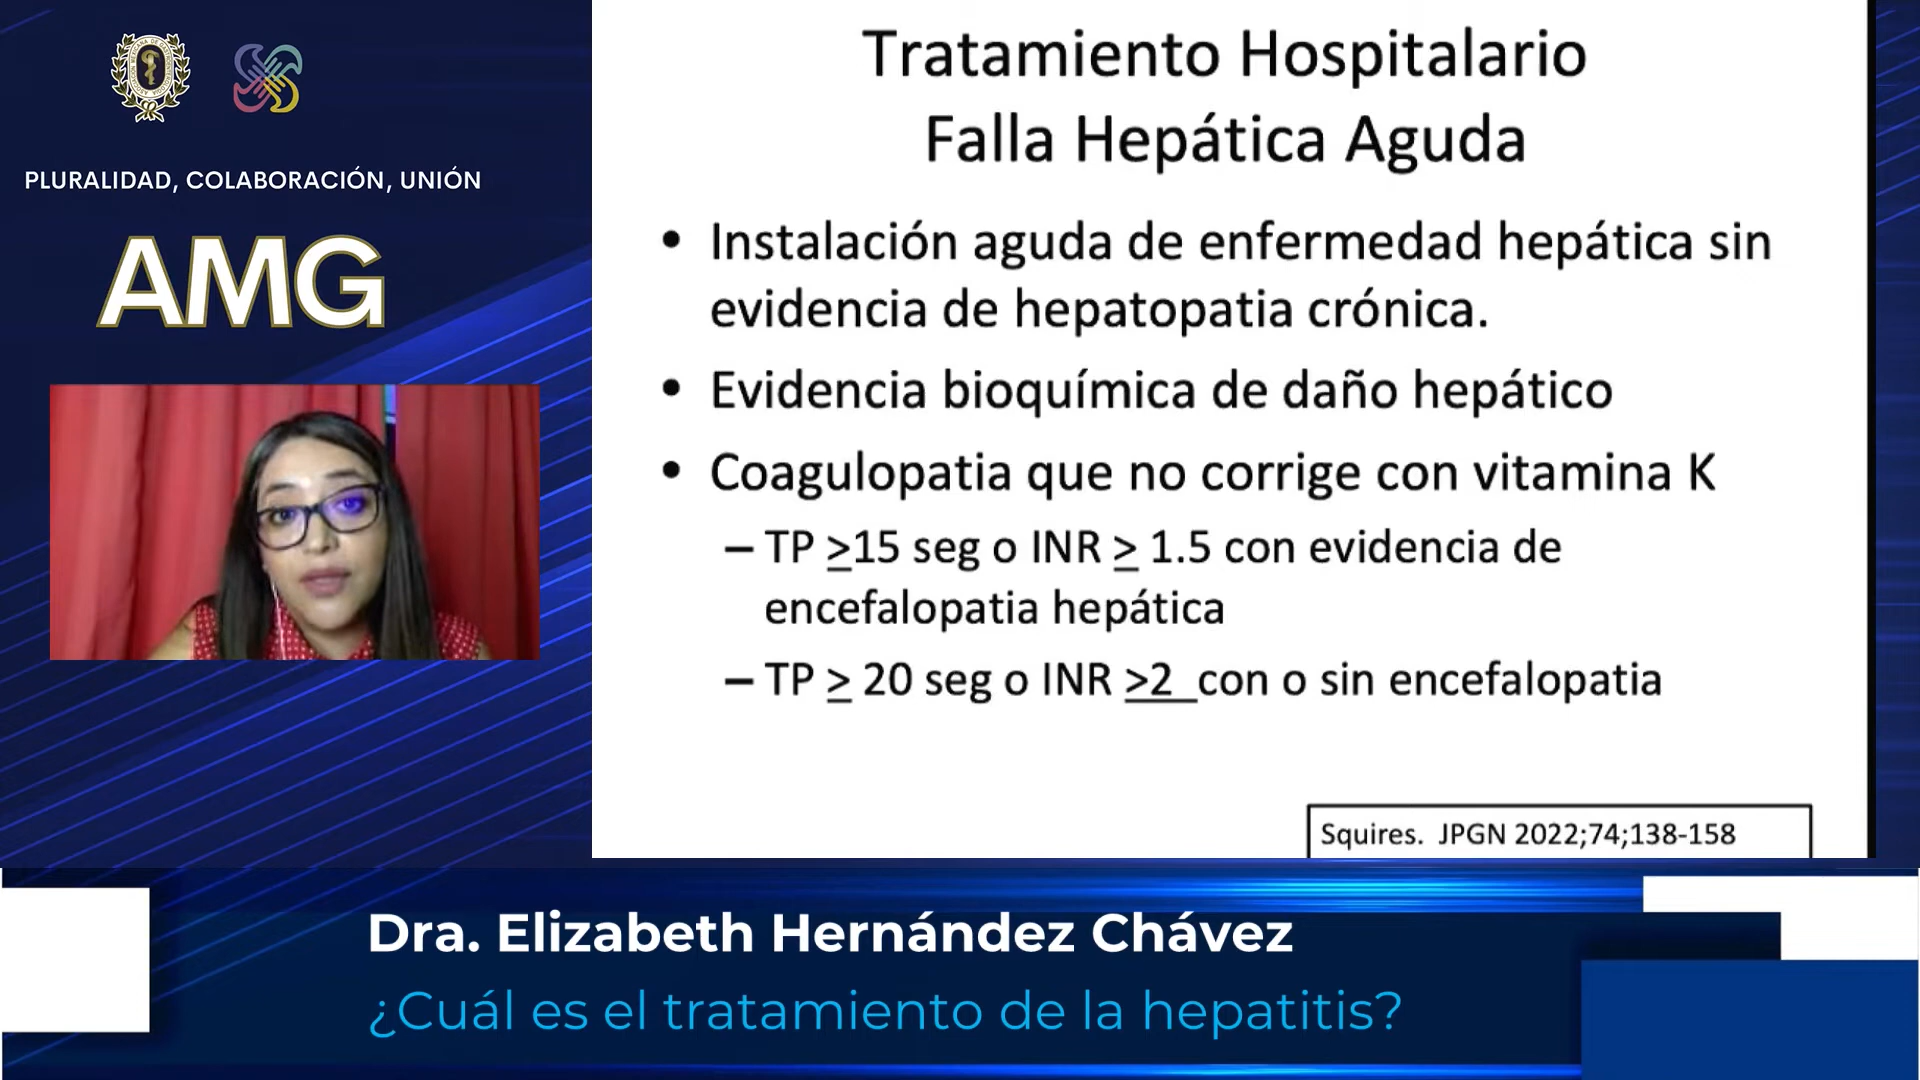 PLURALIDAD, COLABORACIÓN, UNIÓN
AMG
Tratamiento Hospitalario
Falla Hepática Aguda
• Instalación aguda de enfermedad hepática sin
evidencia de hepatopatia crónica.
• Evidencia bioquímica de daño hepático
• Coagulopatia que no corrige con vitamina K
– TP ≥15 seg o INR ≥ 1.5 con evidencia de
encefalopatia hepática
– TP ≥ 20 seg o INR ≥2 con o sin encefalopatia
Squires. JPGN 2022;74;138-158
Dra. Elizabeth Hernández Chávez
¿Cuál es el tratamiento de la hepatitis?